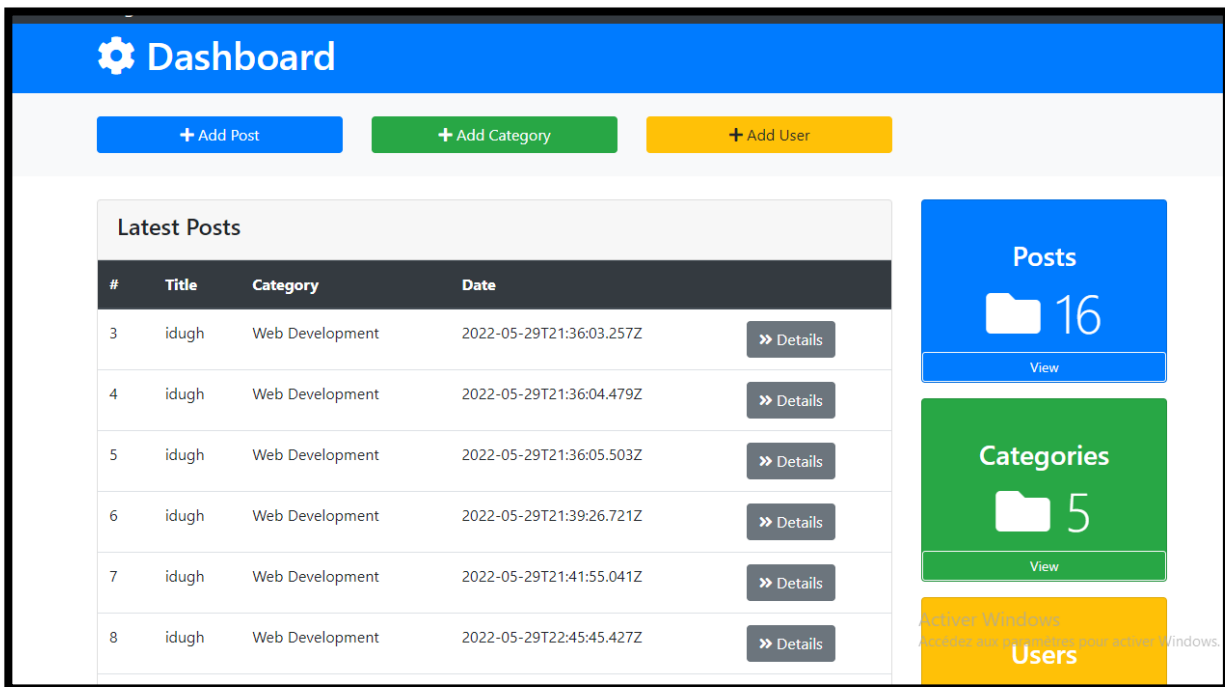 Dashboard
Add Post
Add Category
Add User
Latest Posts
# Title Category Date
3 idugh Web Development 2022-05-29T21:36:03.257Z Details
4 idugh Web Development 2022-05-29T21:36:04.479Z Details
5 idugh Web Development 2022-05-29T21:36:05.503Z Details
6 idugh Web Development 2022-05-29T21:39:26.721Z Details
7 idugh Web Development 2022-05-29T21:41:55.041Z Details
8 idugh Web Development 2022-05-29T22:45:45.427Z Details
Posts
16
View
Categories
5
View
Activer Windows
Accédez aux paramètres pour activer Windows.
Users